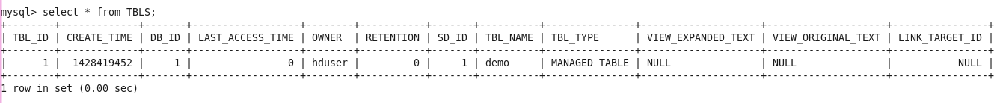 mysql> select * from TBLS;
+--------+-------------+-------+------------------+--------+-----------+-------+----------+---------------+--------------------+--------------------+----------------+
| TBL_ID | CREATE_TIME | DB_ID | LAST_ACCESS_TIME | OWNER  | RETENTION | SD_ID | TBL_NAME | TBL_TYPE      | VIEW_EXPANDED_TEXT | VIEW_ORIGINAL_TEXT | LINK_TARGET_ID |
+--------+-------------+-------+------------------+--------+-----------+-------+----------+---------------+--------------------+--------------------+----------------+
|      1 |  1428419452 |     1 |                0 | hduser |         0 |     1 | demo     | MANAGED_TABLE | NULL               | NULL               |           NULL |
+--------+-------------+-------+------------------+--------+-----------+-------+----------+---------------+--------------------+--------------------+----------------+
1 row in set (0.00 sec)